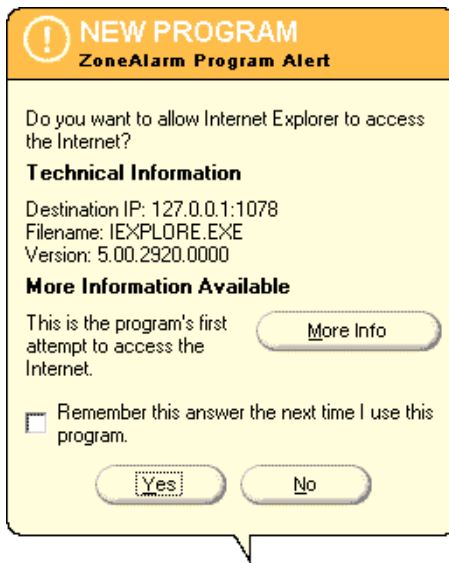 NEW PROGRAM
ZoneAlarm Program Alert
Do you want to allow Internet Explorer to access
the Internet?
Technical Information
Destination IP: 127.0.0.1:1078
Filename: IEXPLORE.EXE
Version: 5.00.2920.0000
More Information Available
This is the program's first
attempt to access the
Internet.
More Info
Remember this answer the next time I use this
program.
Yes
No